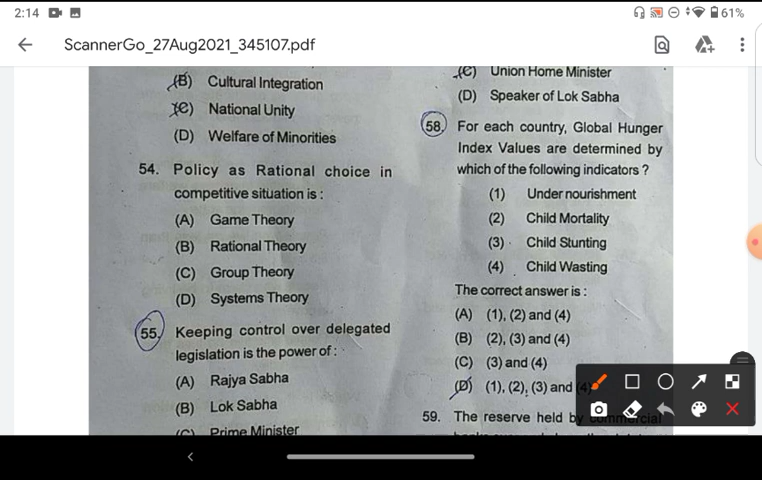 2:14
61%
ScannerGo_27Aug2021_345107.pdf
(B) Cultural Integration
(C) National Unity
(D) Welfare of Minorities
54. Policy as Rational choice in
competitive situation is :
(A) Game Theory
(B) Rational Theory
(C) Group Theory
(D) Systems Theory
55. Keeping control over delegated
legislation is the power of :
(A) Rajya Sabha
(B) Lok Sabha
(C) Prime Minister
(C) Union Home Minister
(D) Speaker of Lok Sabha
58. For each country, Global Hunger
Index Values are determined by
which of the following indicators ?
(1) Under nourishment
(2) Child Mortality
(3) Child Stunting
(4) Child Wasting
The correct answer is :
(A) (1), (2) and (4)
(B) (2), (3) and (4)
(C) (3) and (4)
(D) (1), (2), (3) and (4)
59. The reserve held by commercial